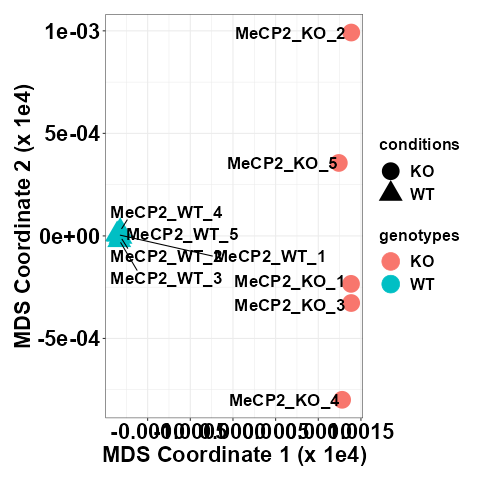 1e-03
5e-04
0e+00
-5e-04
MDS Coordinate 2 (x 1e4)
MeCP2_KO_2
MeCP2_KO_5
MeCP2_WT_4
MeCP2_WT_5
MeCP2_WT_1
MeCP2_WT_3
MeCP2_KO_1
MeCP2_KO_3
MeCP2_KO_4
MDS Coordinate 1 (x 1e4)
conditions
KO
WT
genotypes
KO
WT